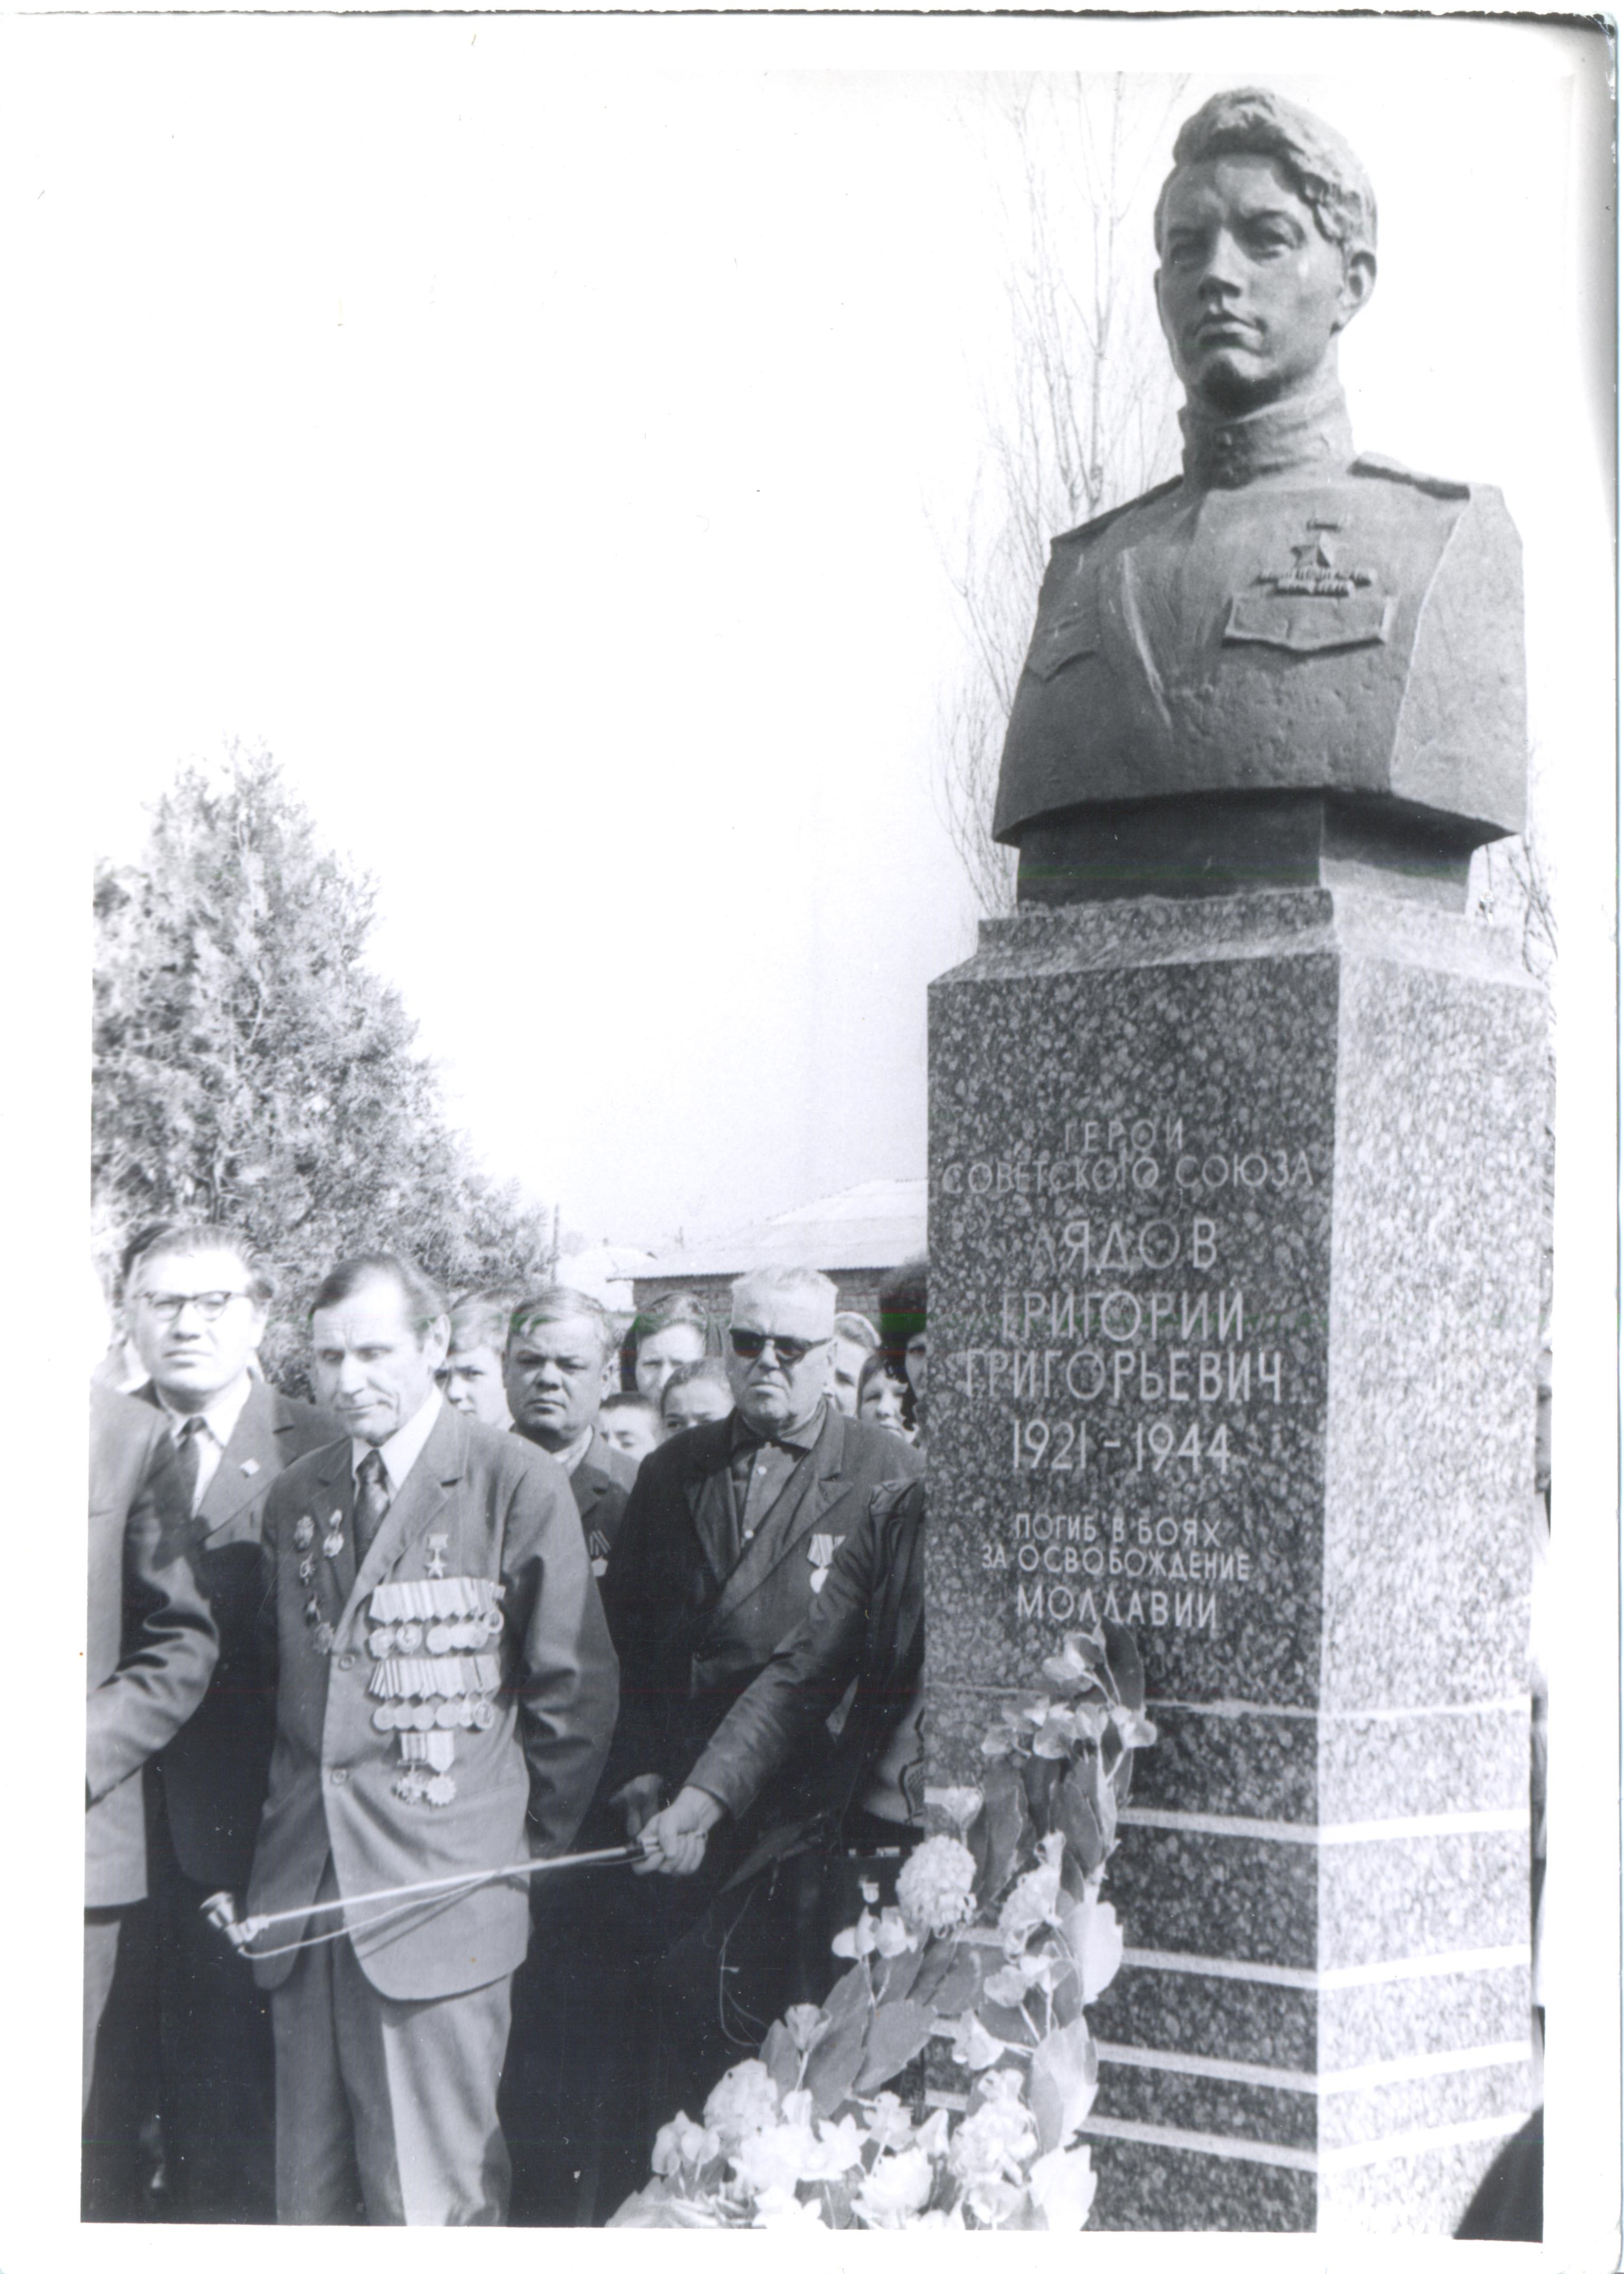 ГЕРОЙ
СОВЕТСКОГО СОЮЗА
ЛЯДОВ
ГРИГОРИЙ
ГРИГОРЬЕВИЧ
1921-1944
ПОГИБ В БОЯХ
ЗА ОСВОБОЖДЕНИЕ
МОЛДАВИИ